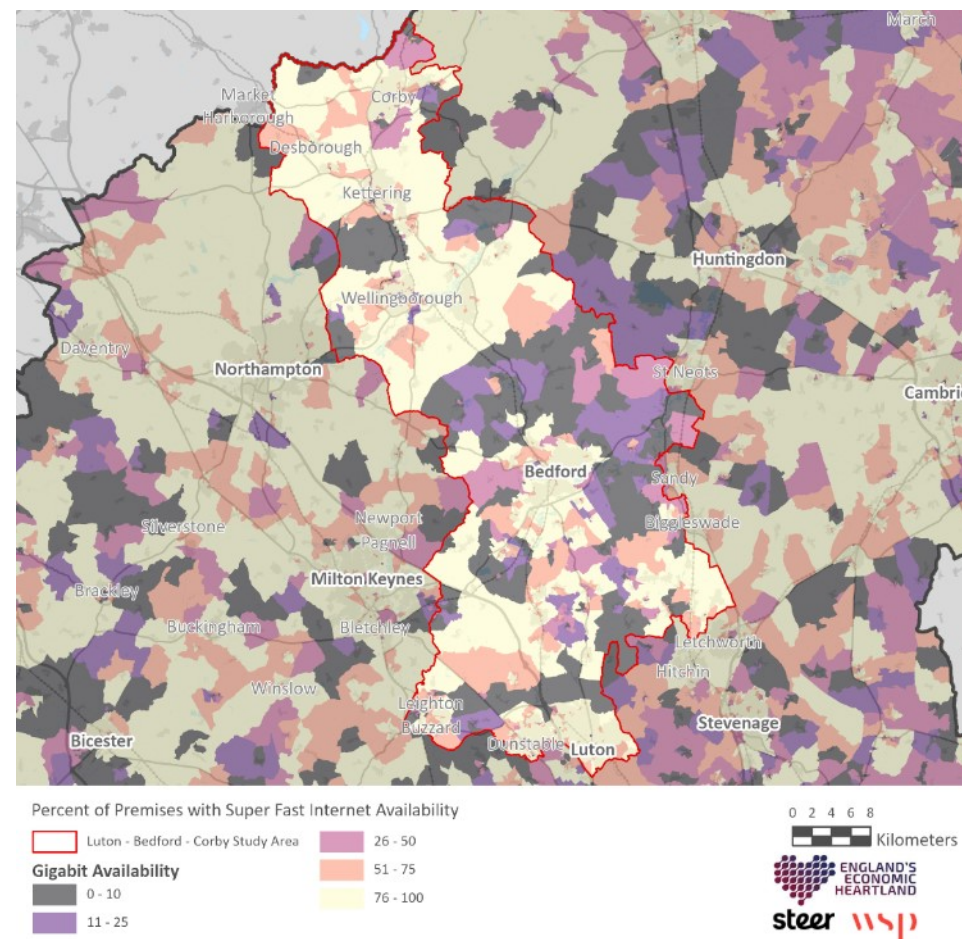 March
Market
Harborough
Corby
Desborough
Kettering
Huntingdon
Wellingborough
Daventry
Northampton
St Neots
Cambri
Bedford
Sandy
Silverstone
Newport
Pagnell
Biggleswade
Milton Keynes
Brackley
Buckingham
Bletchley
Letchworth
Hitchin
Winslow
Leighton
Buzzard
Stevenage
Bicester
Dunstable
Luton
Percent of Premises with Super Fast Internet Availability
Luton - Bedford - Corby Study Area
Gigabit Availability
0 - 10
11 - 25
26 - 50
51 - 75
76 - 100
0 2 4 6 8
Kilometers
ENGLAND'S
ECONOMIC
HEARTLAND
steer wsp